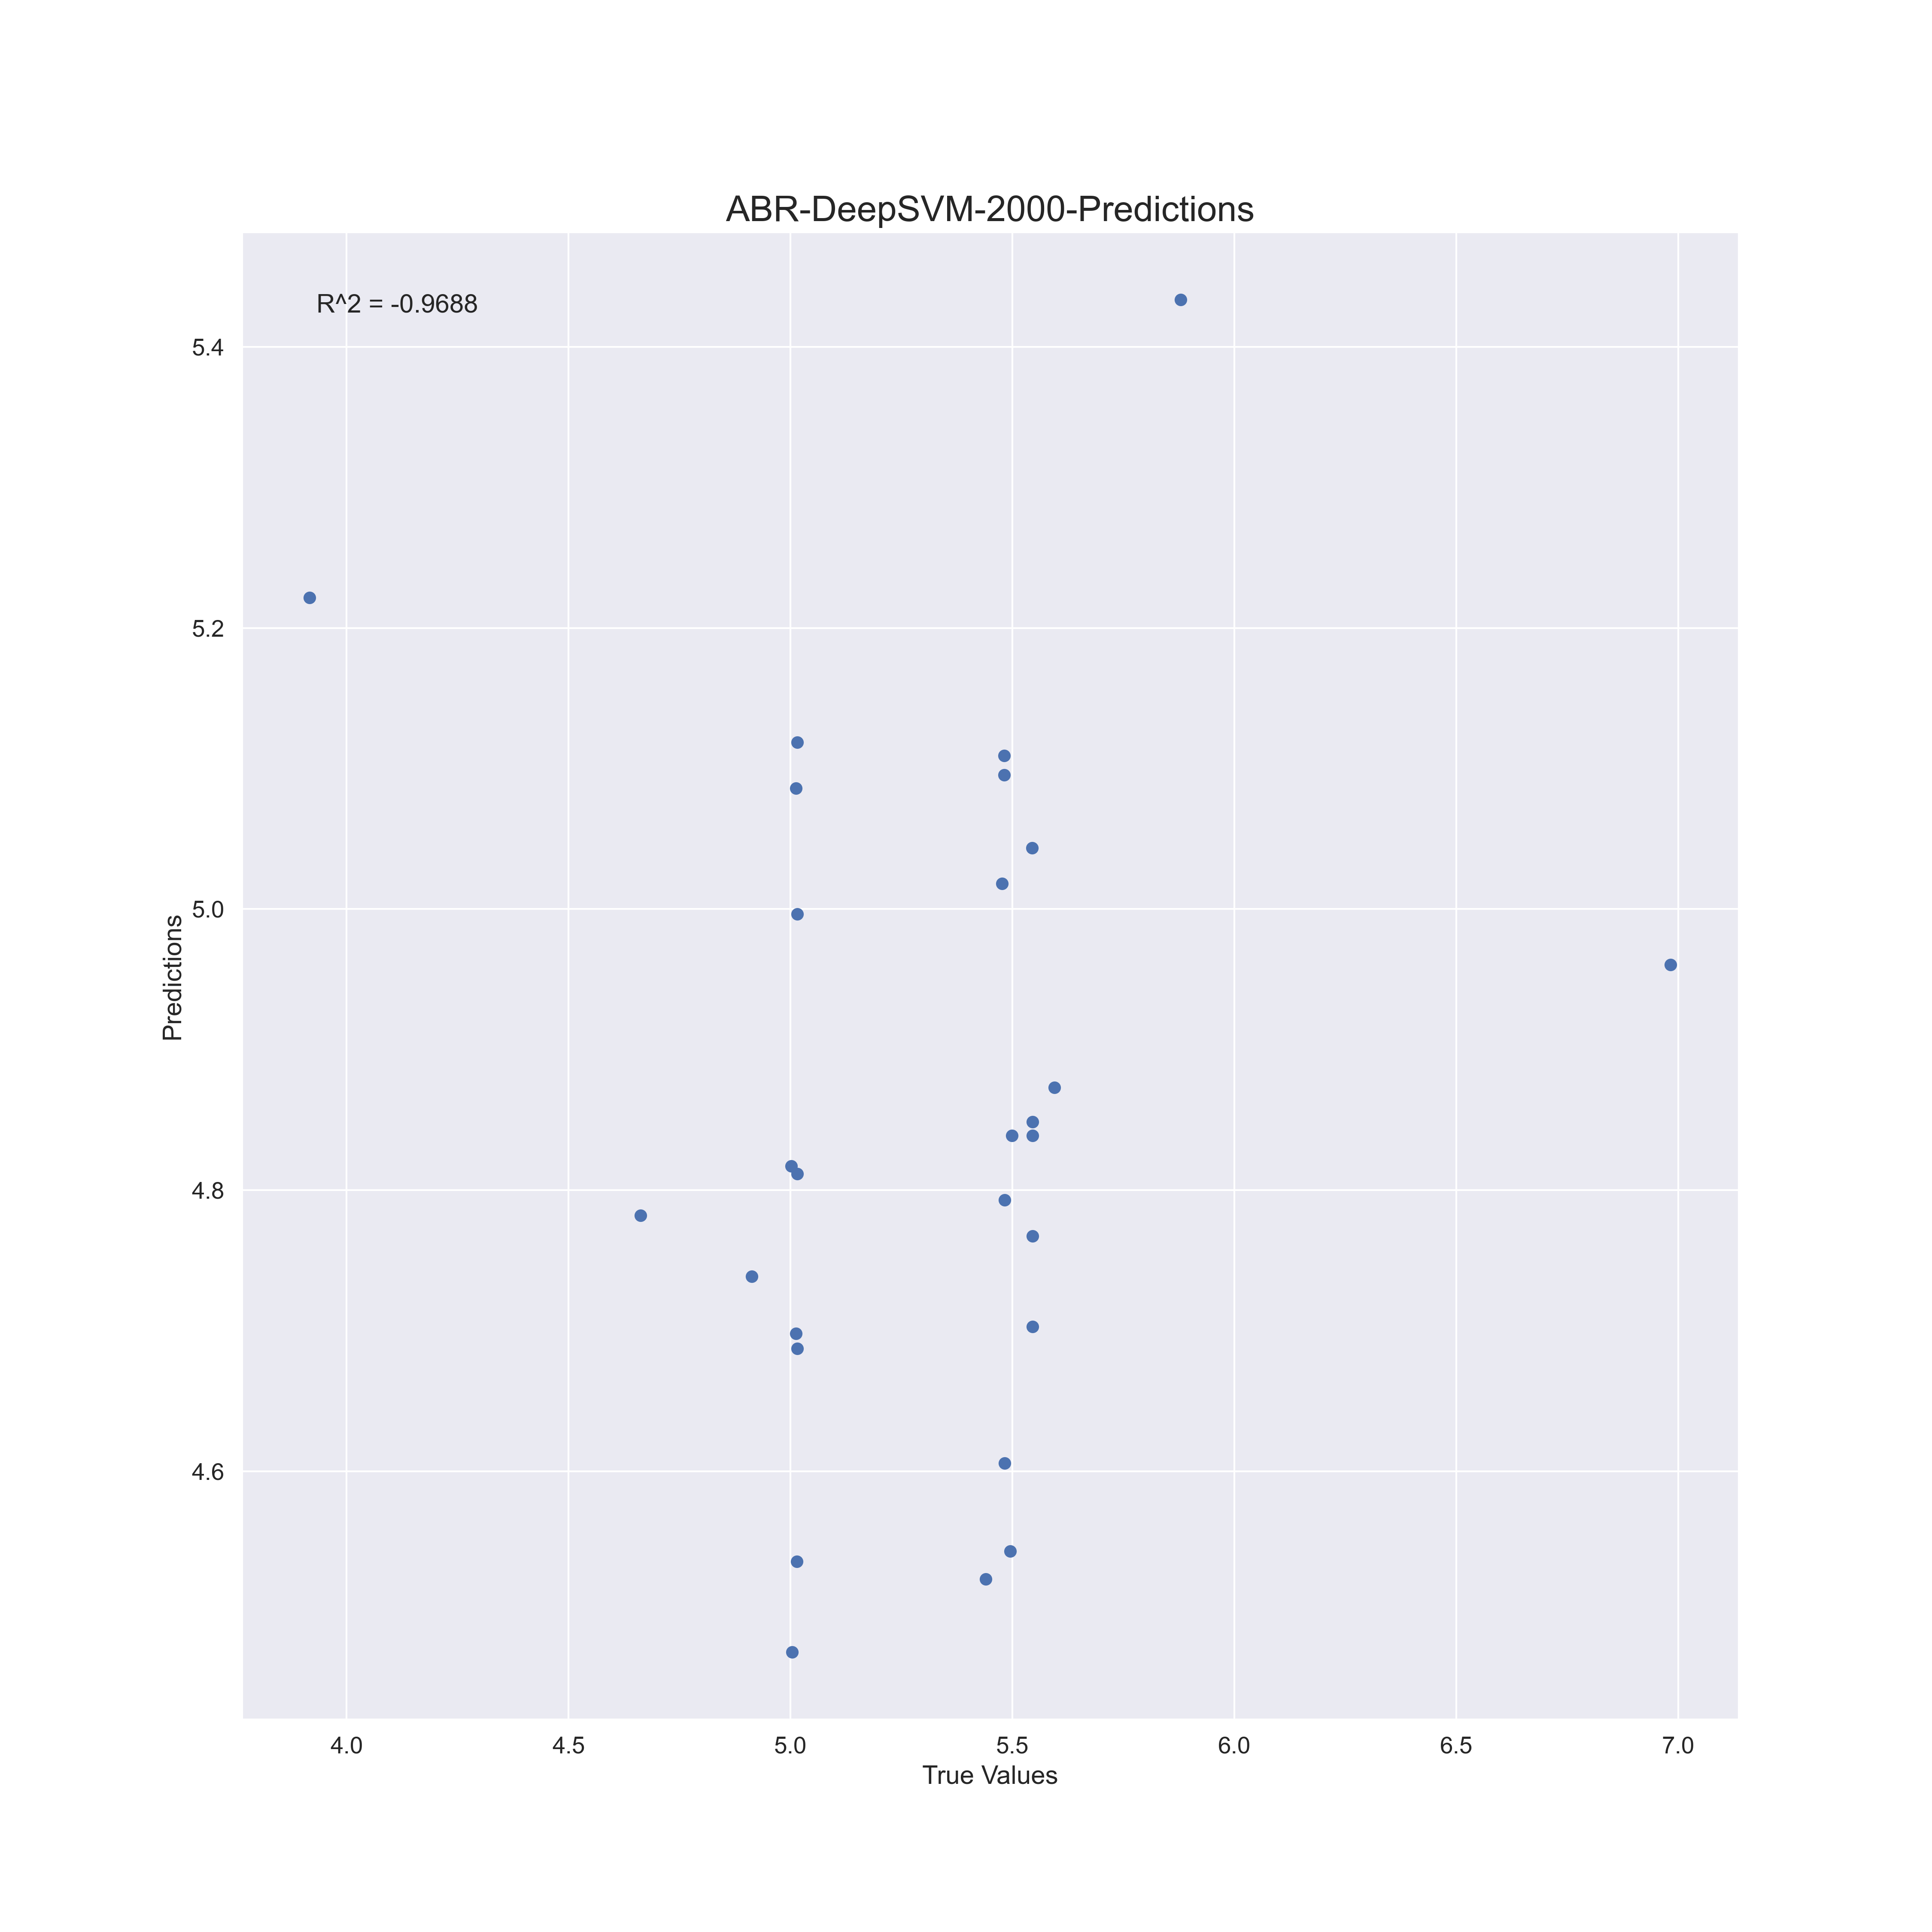 ABR-DeepSVM-2000-Predictions
R^2 = -0.9688
5.4
5.2
5.0
4.8
4.6
Predictions
4.0 4.5 5.0 5.5 6.0 6.5 7.0
True Values